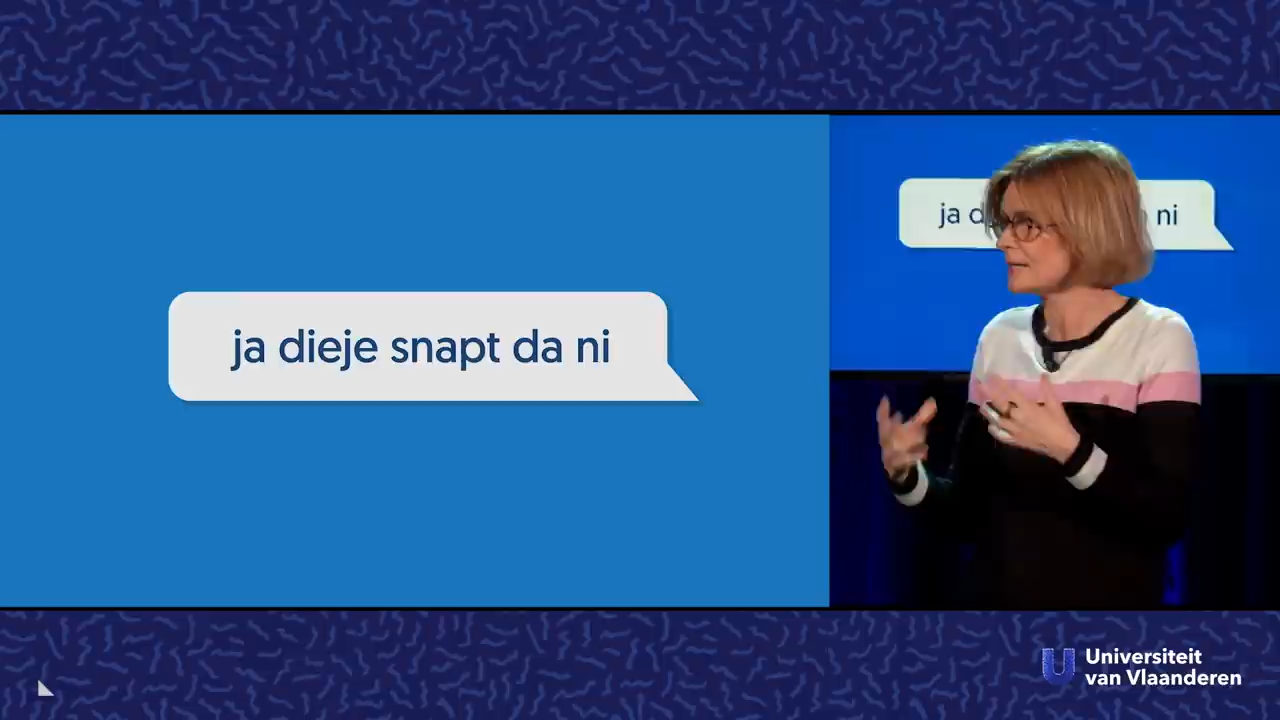 ja dieje snapt da ni
ja d ni
Universiteit
van Vlaanderen